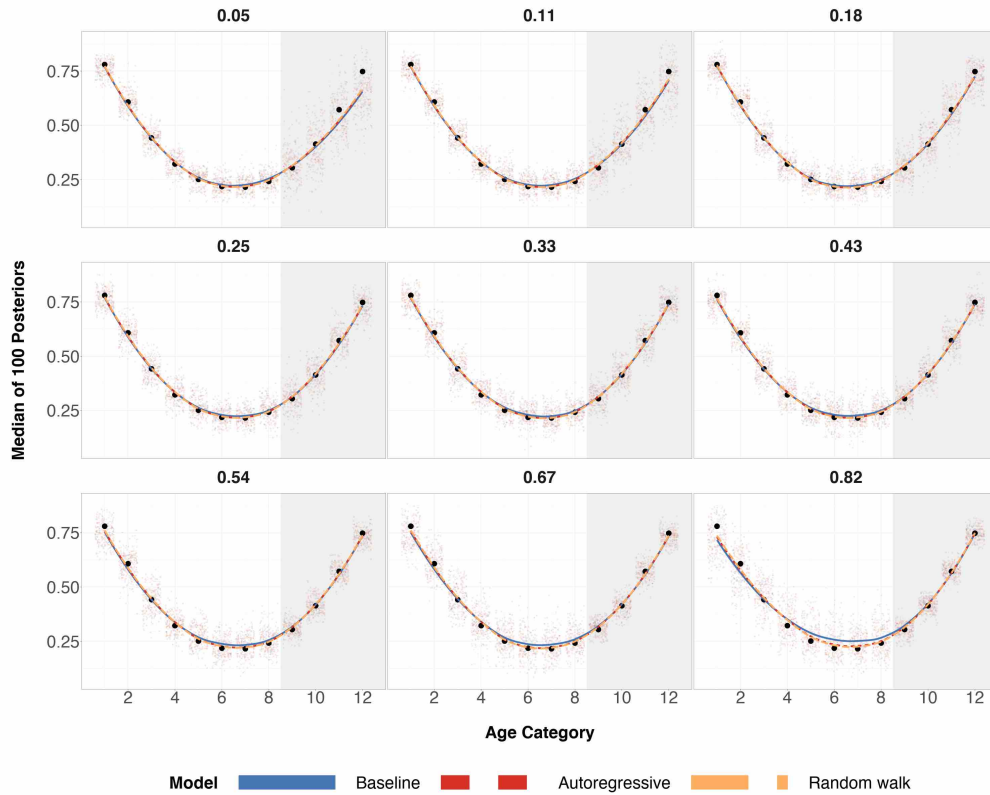 0.05 0.11 0.18
0.75
0.50
0.25
0.25 0.33 0.43
0.75
0.50
0.25
0.54 0.67 0.82
0.75
0.50
0.25
2 4 6 8 10 12 2 4 6 8 10 12 2 4 6 8 10 12
Median of 100 Posteriors
Age Category
Model Baseline Autoregressive Random walk